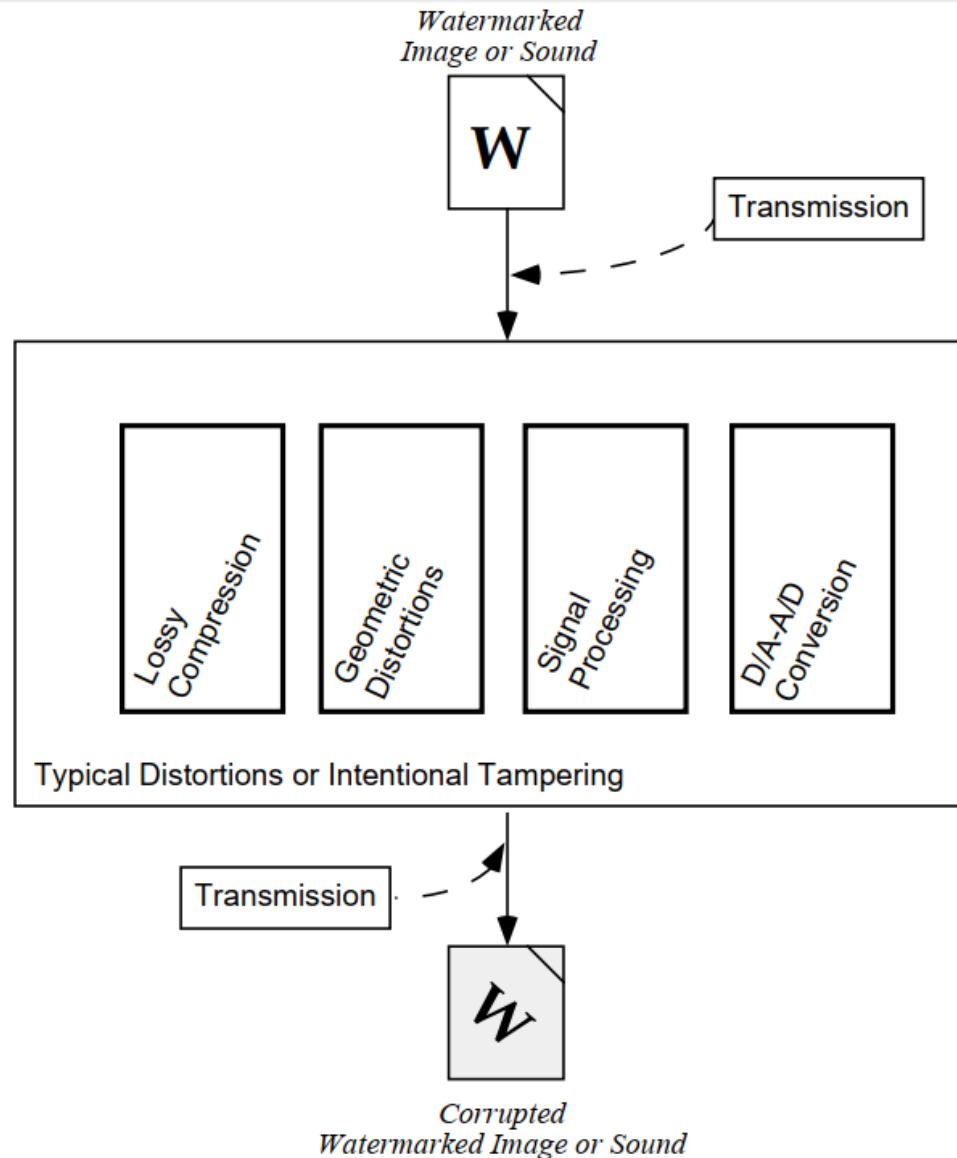 Watermarked
Image or Sound
W
Transmission
Lossy
Compression
Geometric
Distortions
Signal
Processing
D/A-A/D
Conversion
Typical Distortions or Intentional Tampering
Transmission
W
Corrupted
Watermarked Image or Sound